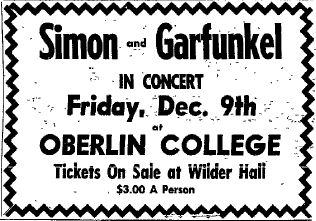 Simon and Garfunkel
IN CONCERT
Friday, Dec. 9th
at
OBERLIN COLLEGE
Tickets On Sale at Wilder Hall
$3.00 A Person